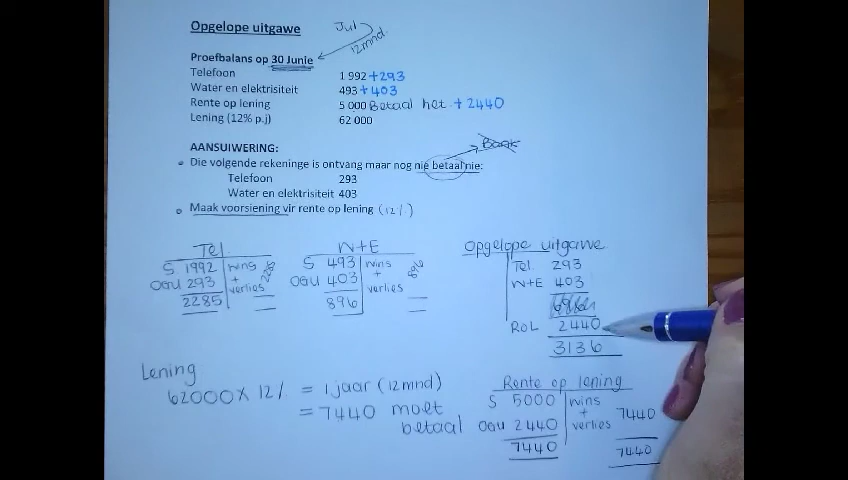 Opgelope uitgawe
Jul
12mnd.
Proefbalans op 30 Junie
Telefoon 1 992 +293
Water en elektrisiteit 493 +403
Rente op lening 5 000 Betaal het +2440
Lening (12% p.j) 62 000
AANSUIWERING:
Bank
Die volgende rekeninge is ontvang maar nog nie betaal nie:
Telefoon 293
Water en elektrisiteit 403
Maak voorsiening vir rente op lening (12%)
Tel.
S 1992 wins
OGU 293 + verlies
2285
W+E
S 493 wins 896
OGU 403 + verlies
896
Opgelope uitgawe
Tel 293
W+E 403
RoL 2440
3136
Lening
62000 x 12% = 1 jaar (12mnd)
= 7440 moet
betaal
Rente op lening
S 5000 wins 7440
OGU 2440 + verlies
7440 7440